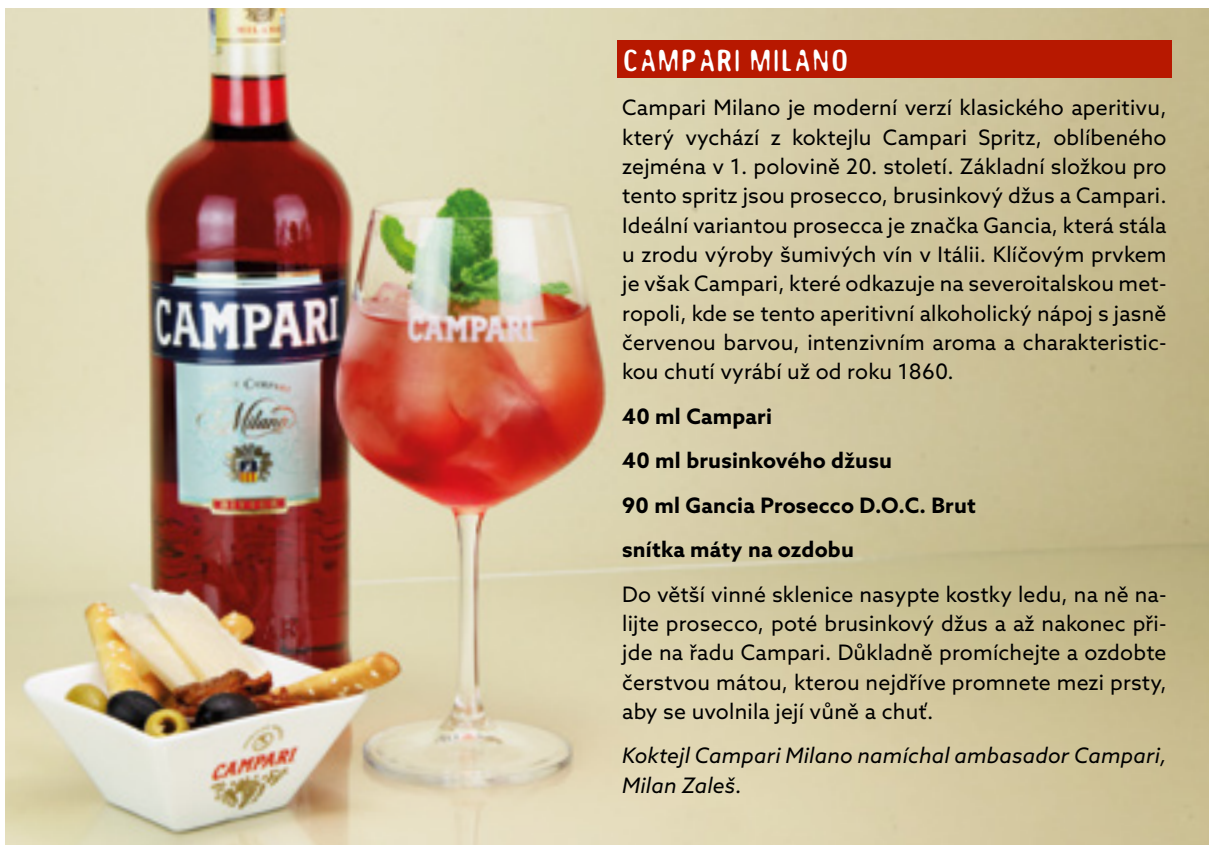 MILANO
CAMPARI
Milano
CAMPARI
CAMPARI
CAMPARI MILANO
Campari Milano je moderní verzí klasického aperitivu,
který vychází z koktejlu Campari Spritz, oblíbeného
zejména v 1. polovině 20. století. Základní složkou pro
tento spritz jsou prosecco, brusinkový džus a Campari.
Ideální variantou prosecca je značka Gancia, která stála
u zrodu výroby šumivých vín v Itálii. Klíčovým prvkem
je však Campari, které odkazuje na severoitalskou met-
ropoli, kde se tento aperitivní alkoholický nápoj s jasně
červenou barvou, intenzivním aroma a charakteristic-
kou chutí vyrábí už od roku 1860.
40 ml Campari
40 ml brusinkového džusu
90 ml Gancia Prosecco D.O.C. Brut
snítka máty na ozdobu
Do větší vinné sklenice nasypte kostky ledu, na ně na-
lijte prosecco, poté brusinkový džus a až nakonec při-
jde na řadu Campari. Důkladně promíchejte a ozdobte
čerstvou mátou, kterou nejdříve promnete mezi prsty,
aby se uvolnila její vůně a chuť.
Koktejl Campari Milano namíchal ambasador Campari,
Milan Zaleš.